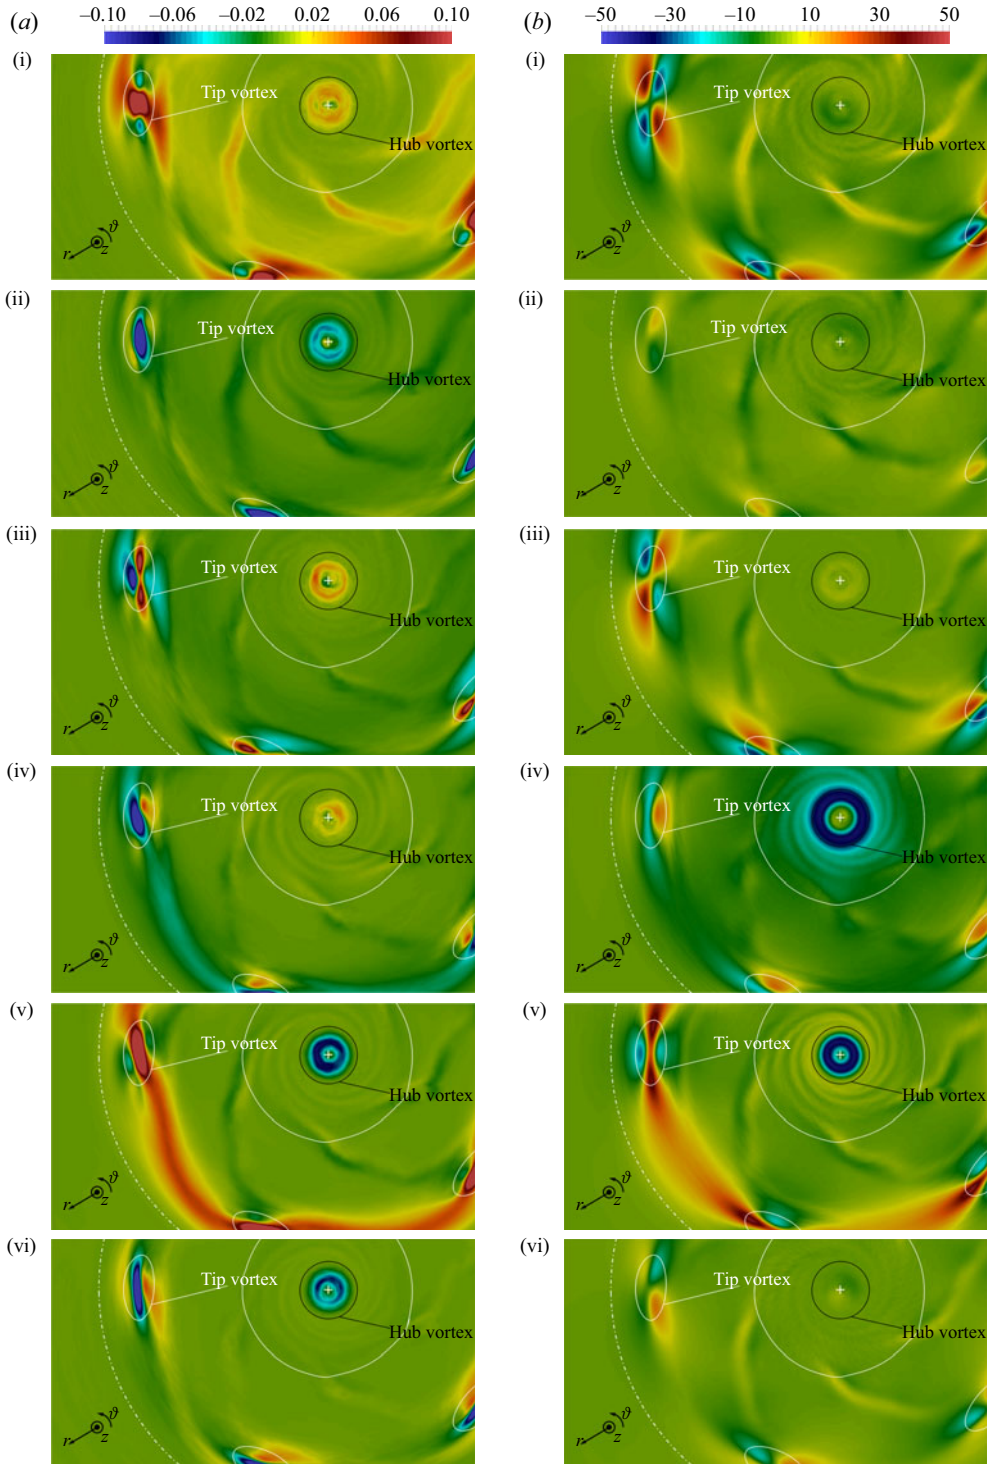 (a) −0.10 −0.06 −0.02 0.03 0.06 0.10 (b) −50 −30 −10 10 30 50
(i) Tip vortex Hub vortex r z ϑ (i) Tip vortex Hub vortex r z ϑ
(ii) Tip vortex Hub vortex r z ϑ (ii) Tip vortex Hub vortex r z ϑ
(iii) Tip vortex Hub vortex r z ϑ (iii) Tip vortex Hub vortex r z ϑ
(iv) Tip vortex Hub vortex r z ϑ (iv) Tip vortex Hub vortex r z ϑ
(v) Tip vortex Hub vortex r z ϑ (v) Tip vortex Hub vortex r z ϑ
(vi) Tip vortex Hub vortex r z ϑ (vi) Tip vortex Hub vortex r z ϑ